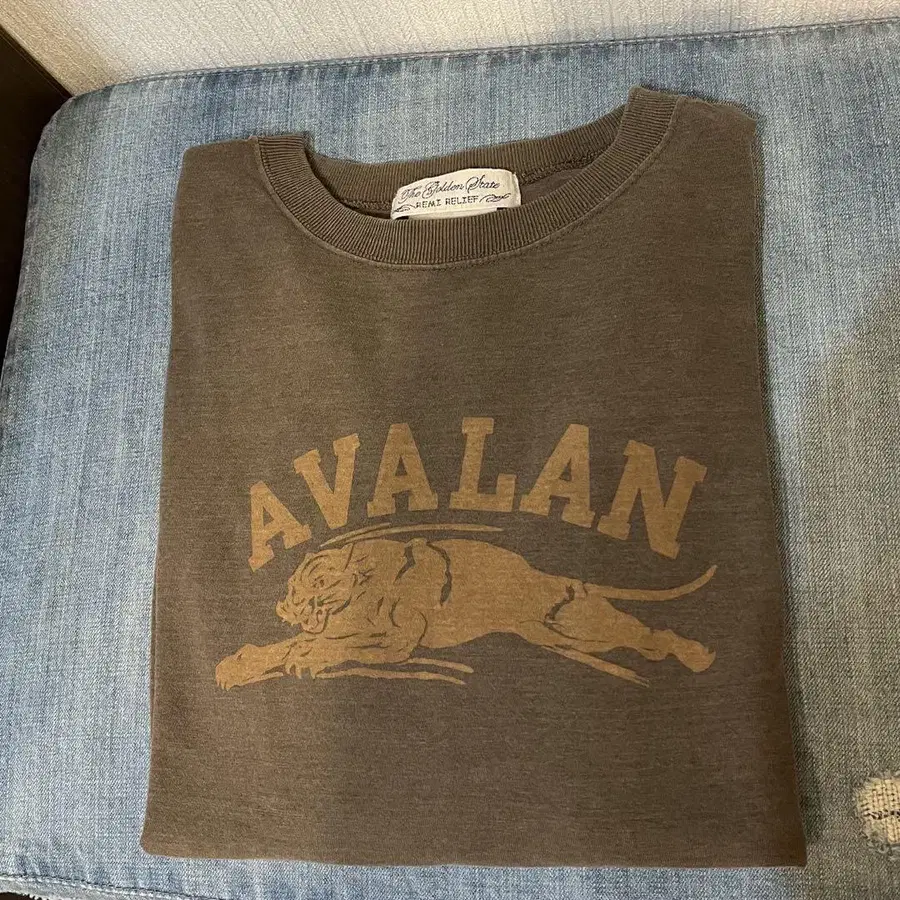 The Golden State
REMI RELIEF
AVALAN